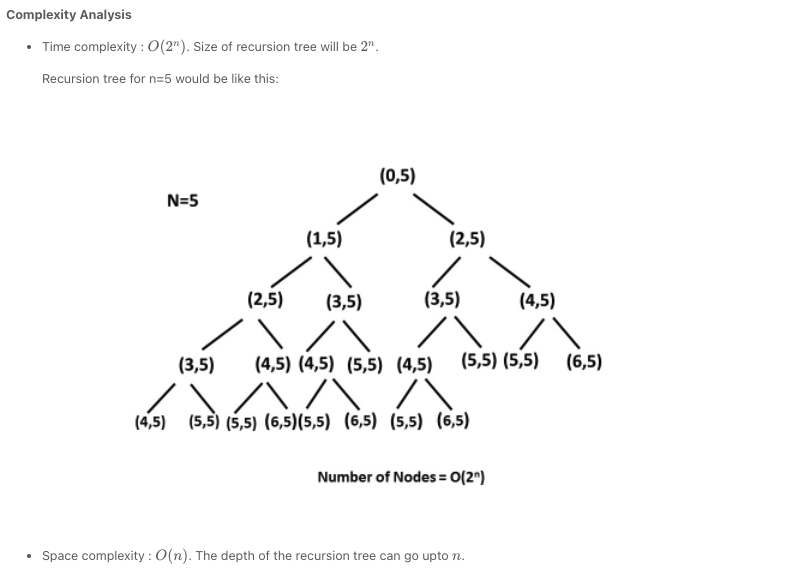 Complexity Analysis
• Time complexity : O(2ⁿ). Size of recursion tree will be 2ⁿ.
Recursion tree for n=5 would be like this:
(0,5)
N=5
(1,5) (2,5)
(2,5) (3,5) (3,5) (4,5)
(3,5) (4,5) (4,5) (5,5) (4,5) (5,5) (5,5) (6,5)
(4,5) (5,5) (5,5) (6,5)(5,5) (6,5) (5,5) (6,5)
Number of Nodes = O(2ⁿ)
• Space complexity : O(n). The depth of the recursion tree can go upto n.